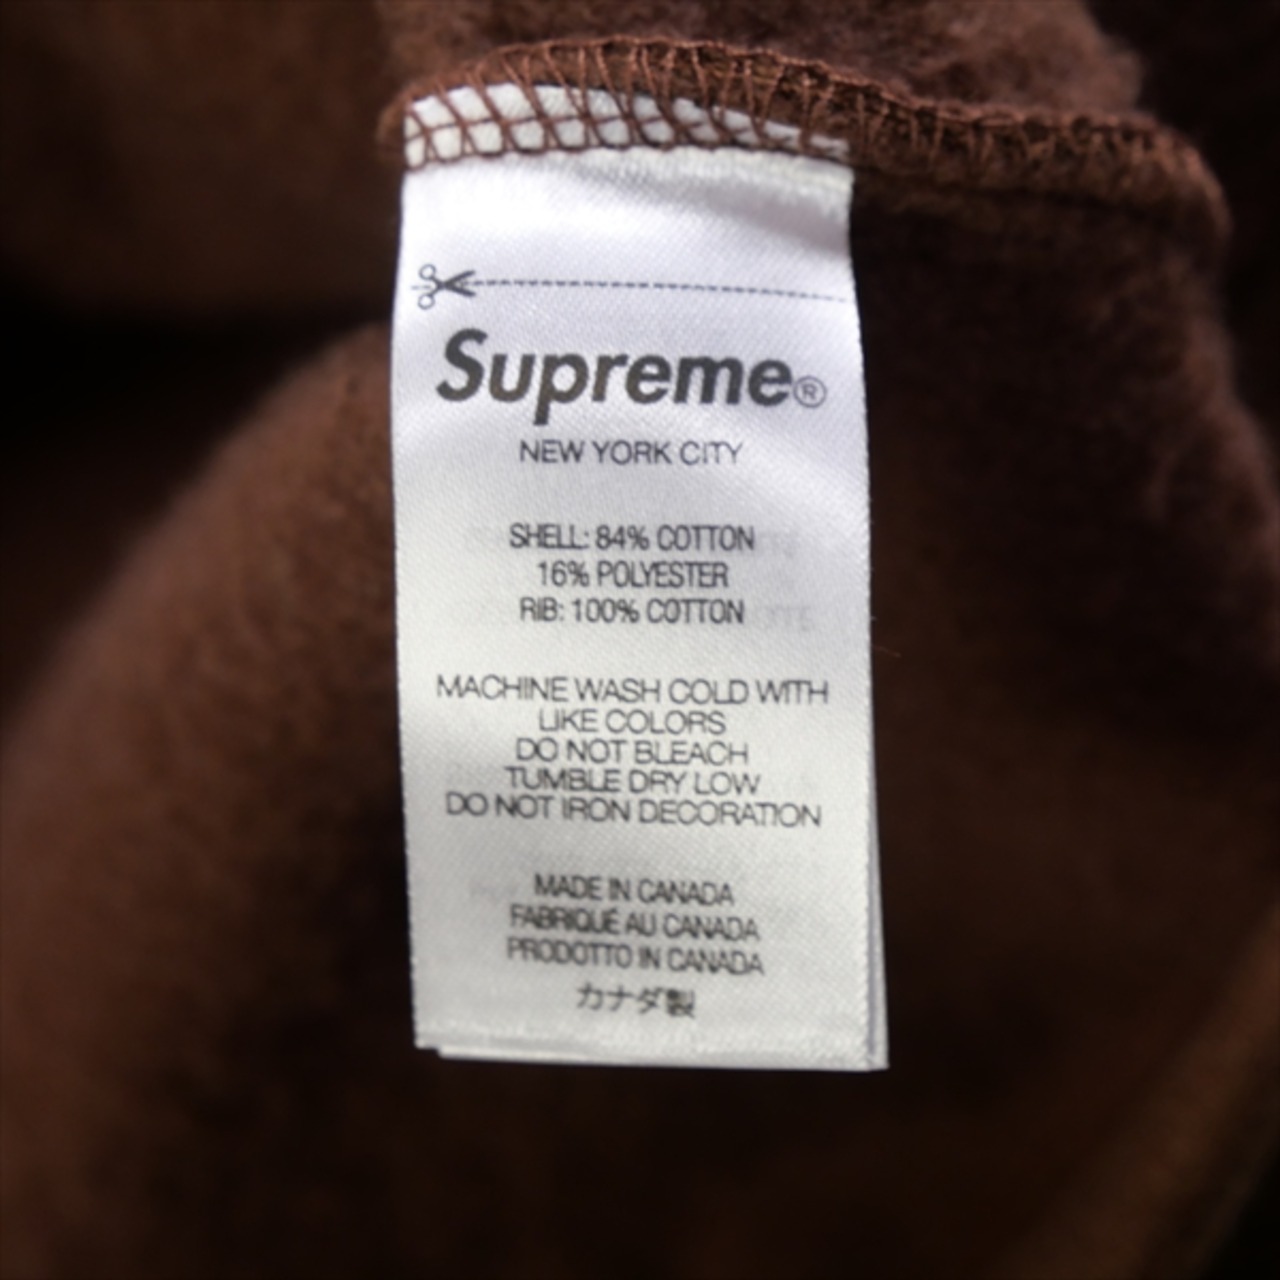 Supreme®
NEW YORK CITY
SHELL: 84% COTTON
16% POLYESTER
RIB: 100% COTTON
MACHINE WASH COLD WITH
LIKE COLORS
DO NOT BLEACH
TUMBLE DRY LOW
DO NOT IRON DECORATION
MADE IN CANADA
FABRIQUÉ AU CANADA
PRODOTTO IN CANADA
カナダ製